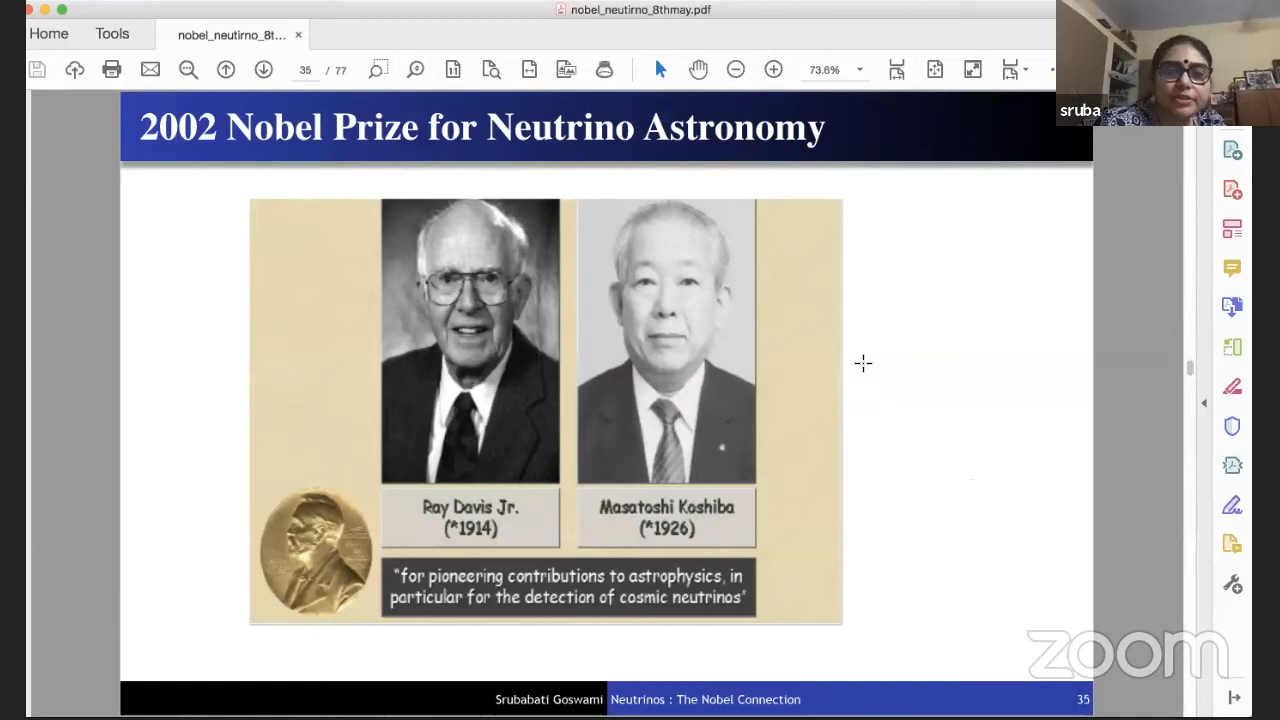 nobel_neutirno_8thmay.pdf
Home Tools nobel_neutirno_8t... ×
35 / 77 73.6%
sruba
2002 Nobel Prize for Neutrino Astronomy
Ray Davis Jr. Masatoshi Koshiba
(*1914) (*1926)
“for pioneering contributions to astrophysics, in
particular for the detection of cosmic neutrinos”
zoom
Srubabati Goswami Neutrinos : The Nobel Connection 35